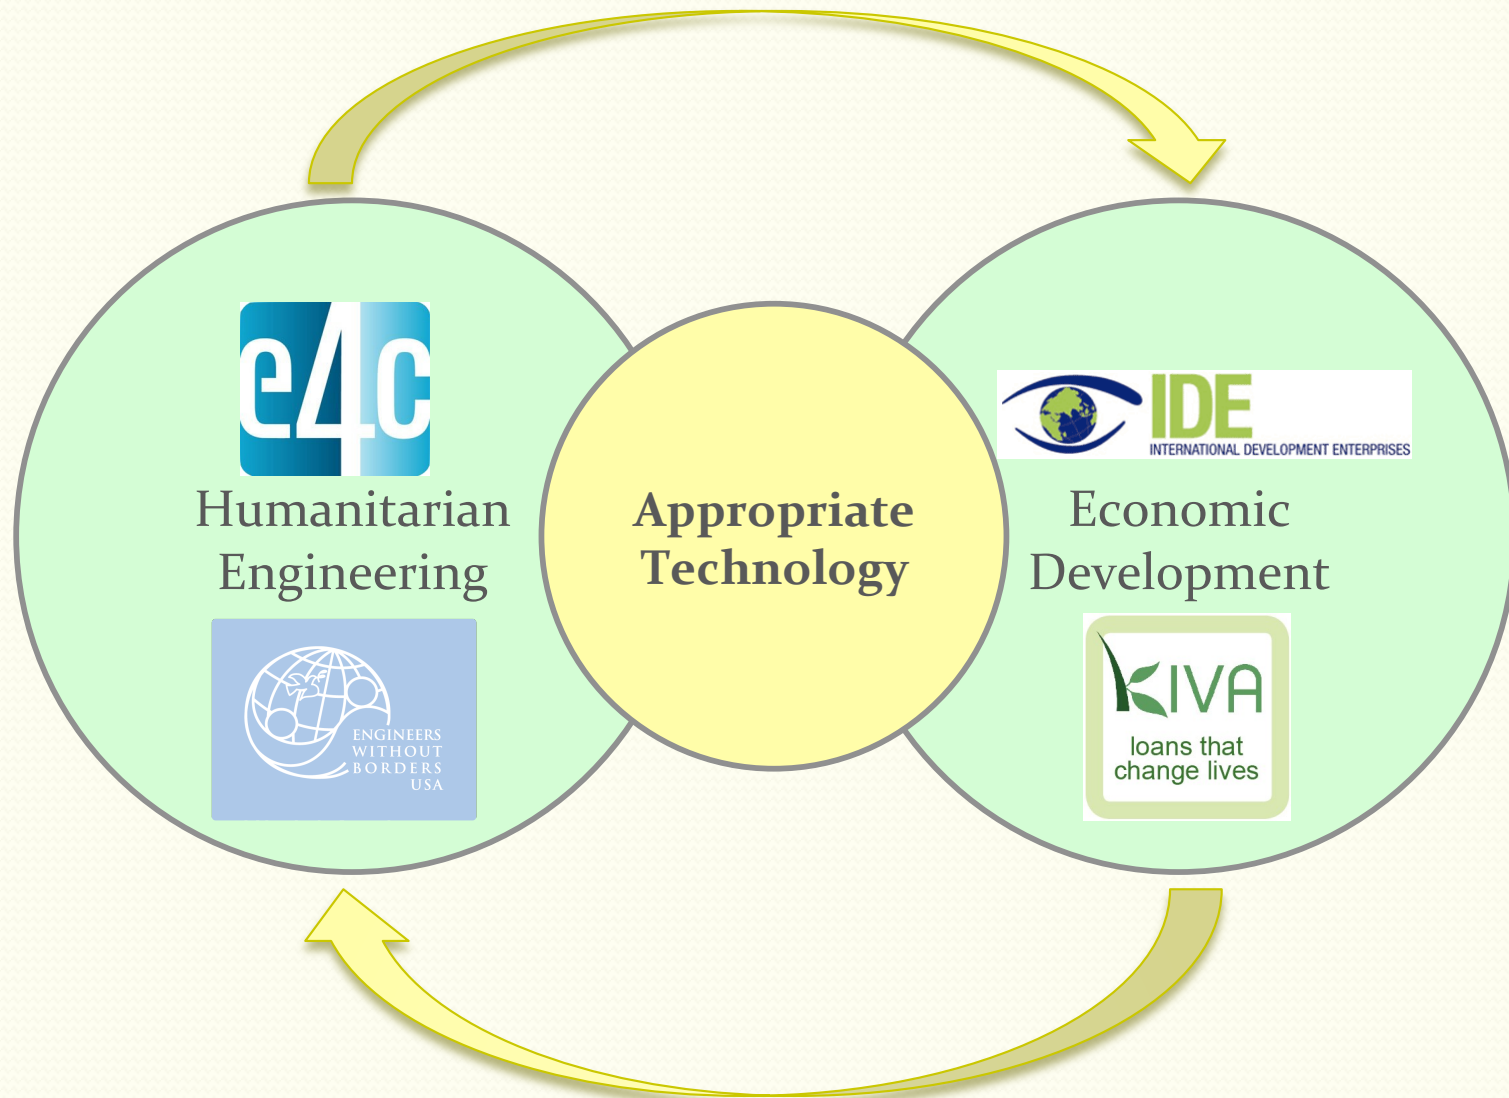 e4c
Humanitarian
Engineering
ENGINEERS
WITHOUT
BORDERS
USA
Appropriate
Technology
IDE
INTERNATIONAL DEVELOPMENT ENTERPRISES
Economic
Development
KIVA
loans that
change lives